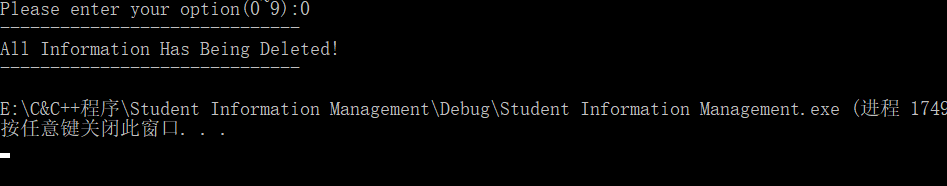 Please enter your option(0~9):0
------------------------------
All Information Has Being Deleted!
------------------------------
E:\C&C++程序\Student Information Management\Debug\Student Information Management.exe (进程 1749
按任意键关闭此窗口. . .